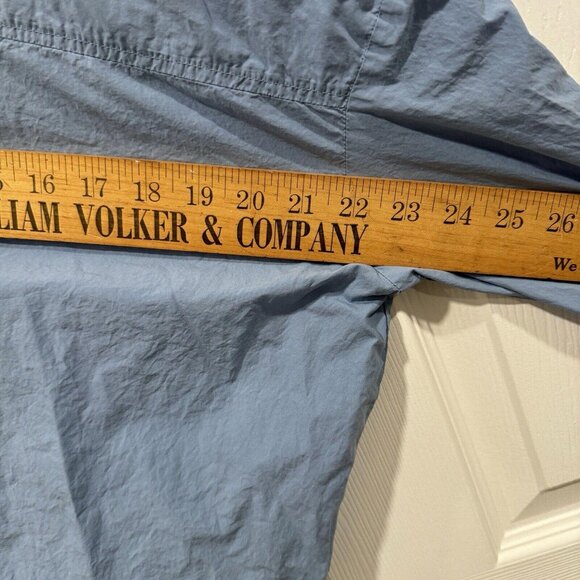 16 17 18 19 20 21 22 23 24 25 26
LIAM VOLKER & COMPANY
We